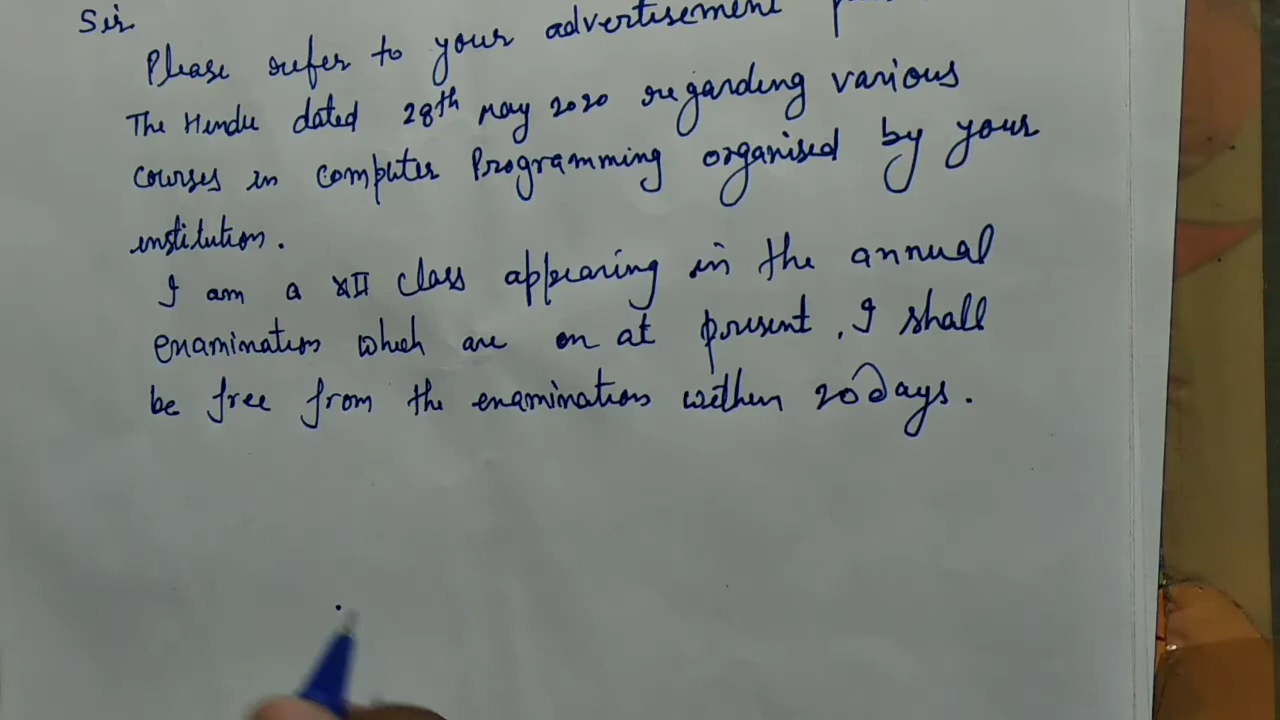 Sir
Please refer to your advertisement
The Hindu dated 28th may 2020 regarding various
courses in computer Programming organised by your
institution.
I am a XII class appearing in the annual
examinations which are on at present, I shall
be free from the examinations within 20 days.